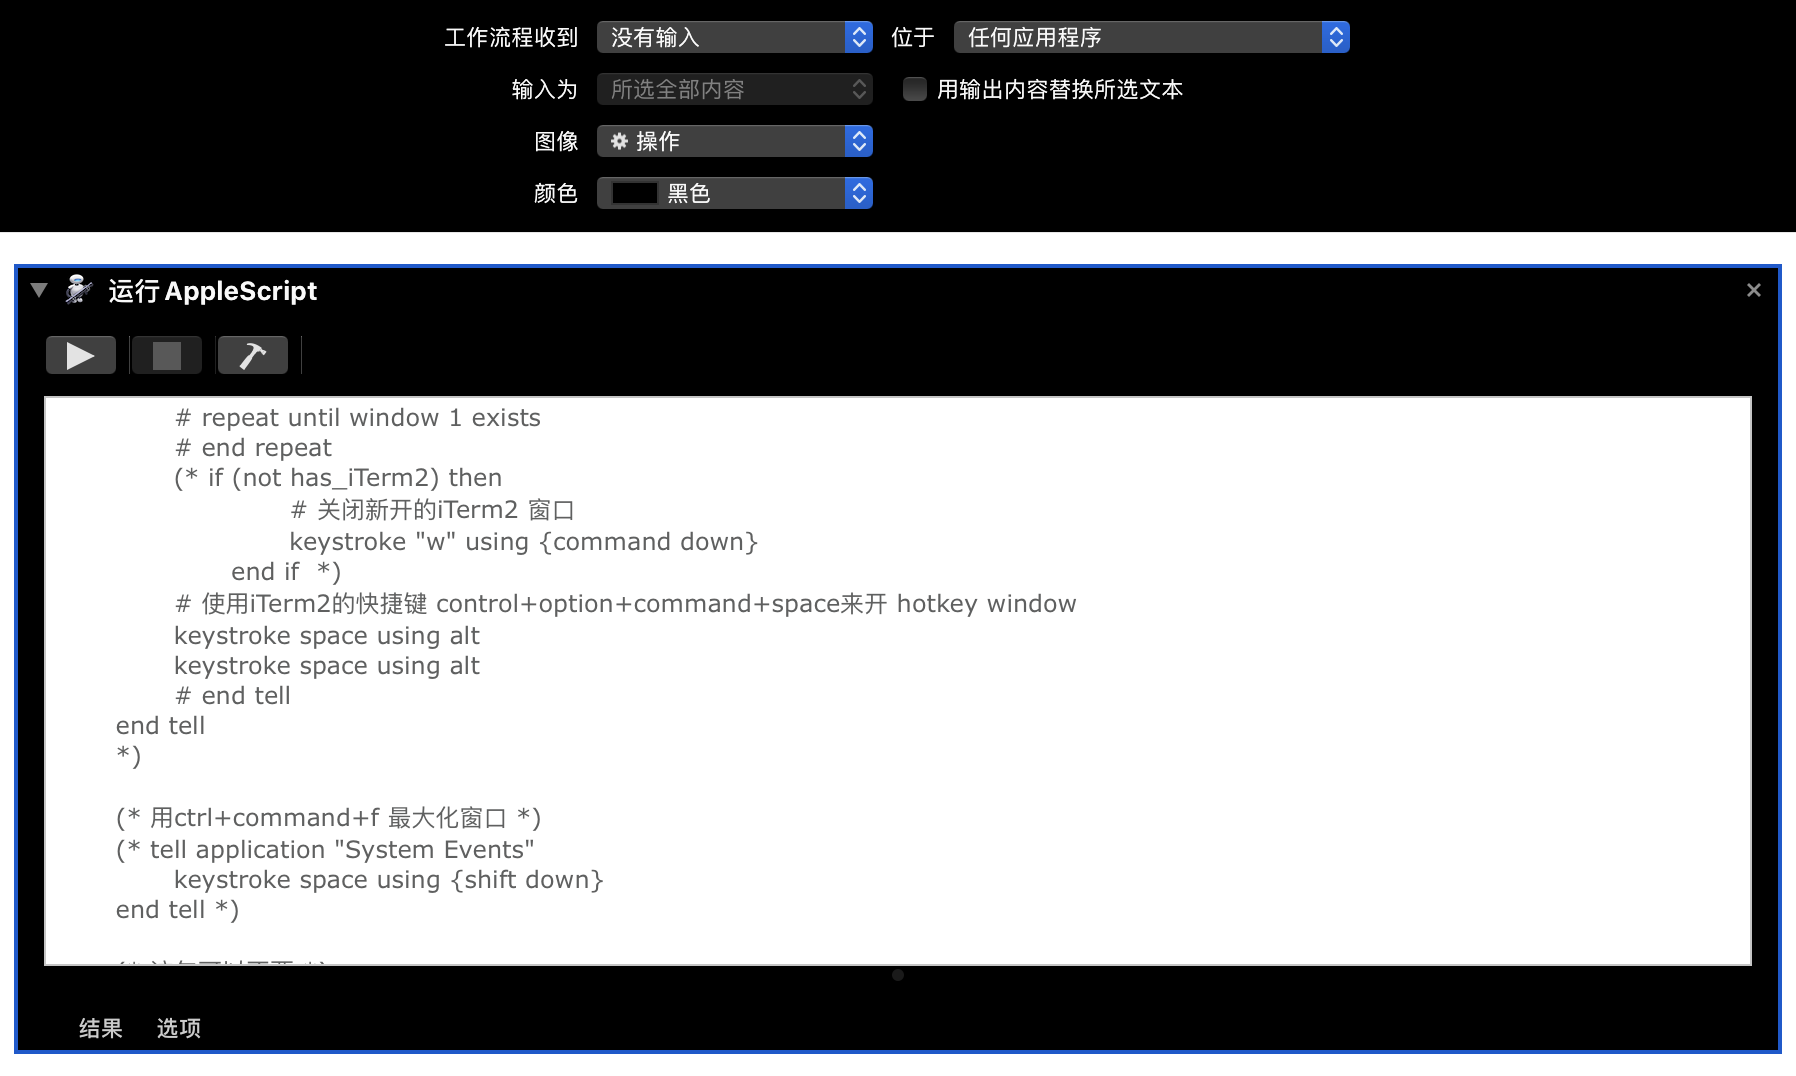 工作流程收到 没有输入 位于 任何应用程序
输入为 所选全部内容 用输出内容替换所选文本
图像 操作
颜色 黑色
运行 AppleScript
# repeat until window 1 exists
# end repeat
(* if (not has_iTerm2) then
# 关闭新开的iTerm2 窗口
keystroke "w" using {command down}
end if *)
# 使用iTerm2的快捷键 control+option+command+space来开 hotkey window
keystroke space using alt
keystroke space using alt
# end tell
end tell
*)
(* 用ctrl+command+f 最大化窗口 *)
(* tell application "System Events"
keystroke space using {shift down}
end tell *)
结果 选项